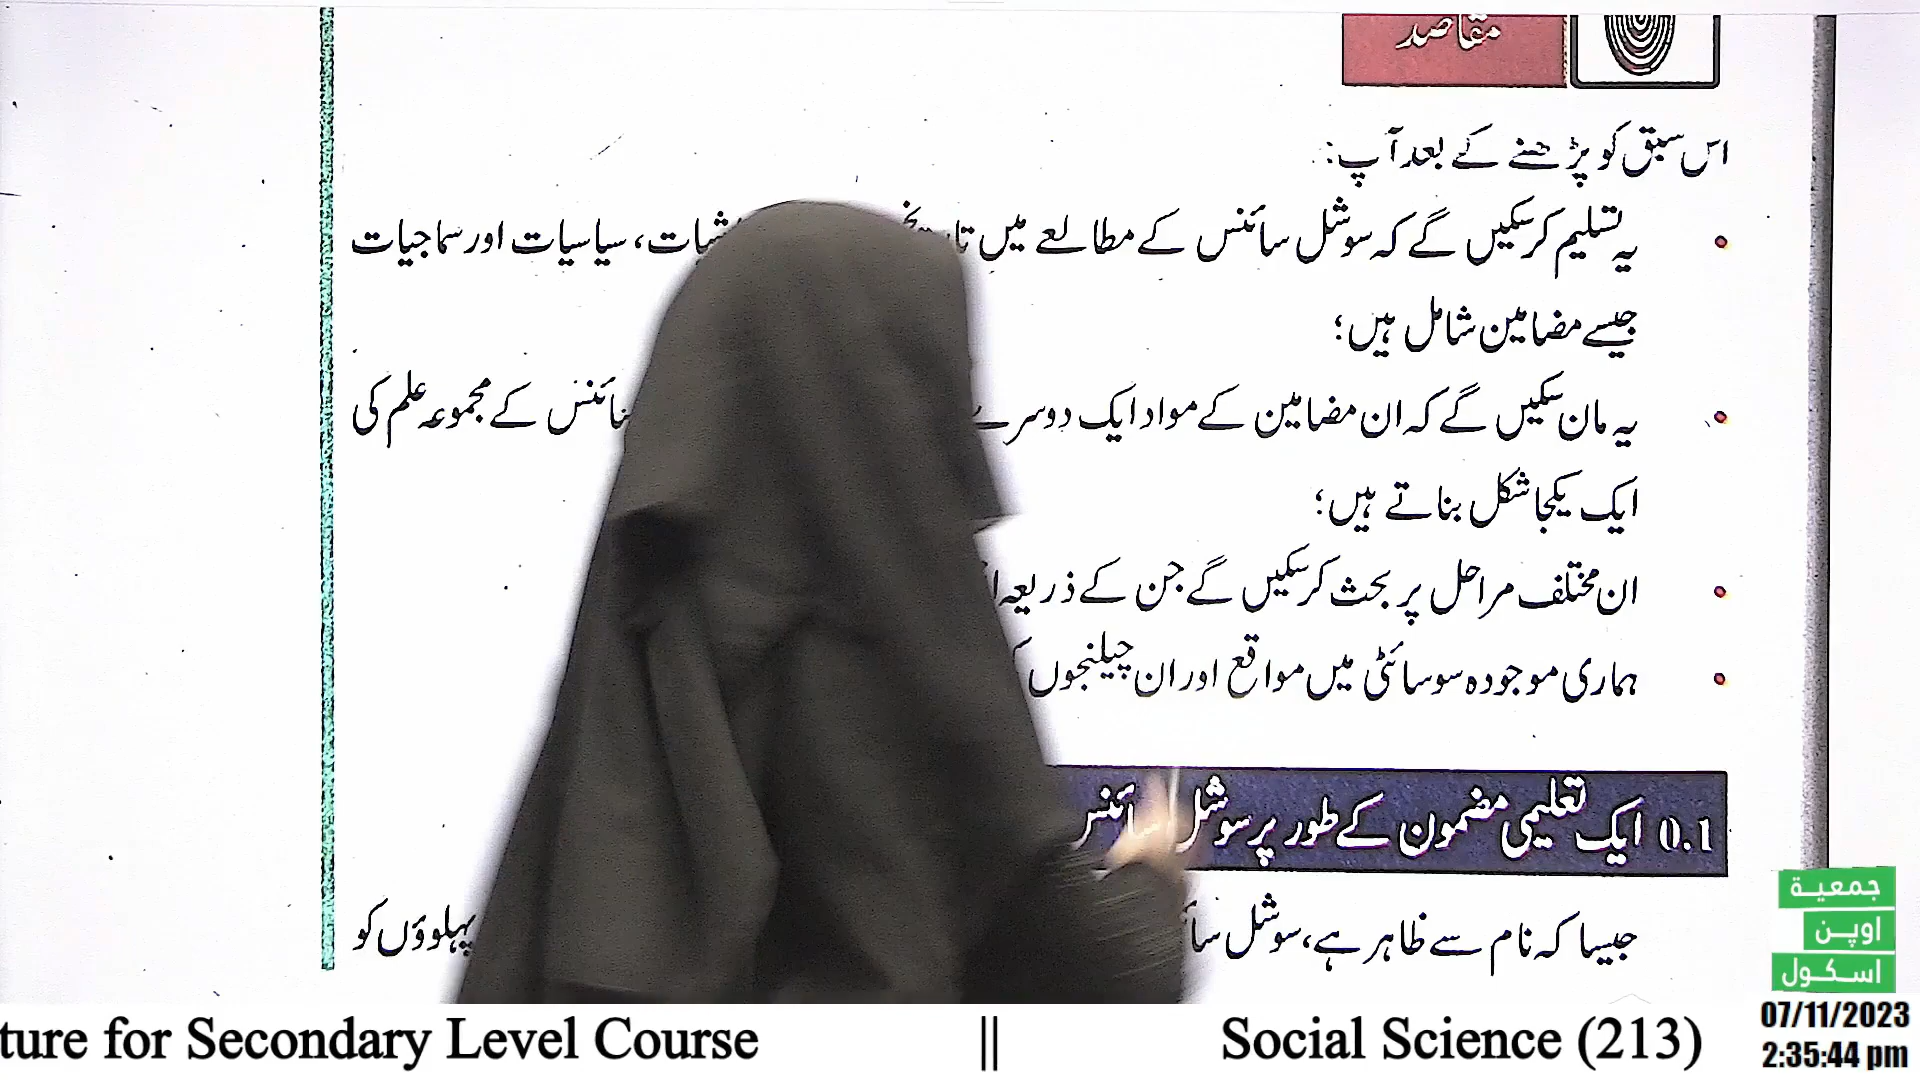 مقاصد
اس سبق کو پڑھنے کے بعد آپ:
• یہ تسلیم کرسکیں گے کہ سوشل سائنس کے مطالعے میں سیاسیات اور سماجیات
جیسے مضامین شامل ہیں؛
• یہ مان سکیں گے کہ ان مضامین کے مواد ایک دوسرے سائنس کے مجموعہ علم کی
ایک یکجا شکل بناتے ہیں؛
• ان مختلف مراحل پر بحث کرسکیں گے جن کے ذریعہ
• ہماری موجودہ سوسائٹی میں مواقع اور ان چیلنجوں
0.1 ایک تعلیمی مضمون کے طور پر سوشل سائنس
جیسا کہ نام سے ظاہر ہے، سوشل پہلوؤں کو
جمعیۃ
اوپن
اسکول
ture for Secondary Level Course || Social Science (213)
07/11/2023
2:35:44 pm